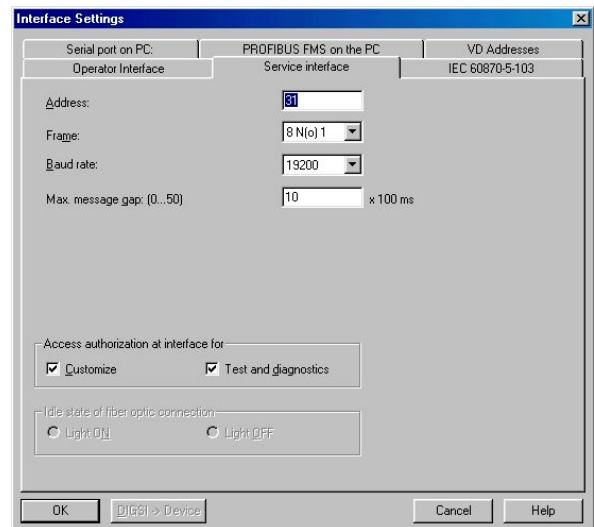 Interface Settings
Serial port on PC: PROFIBUS FMS on the PC VD Addresses
Operator Interface Service interface IEC 60870-5-103
Address: 31
Frame: 8 N(o) 1
Baud rate: 19200
Max. message gap: (0...50) 10 x 100 ms
Access authorization at interface for
Customize Test and diagnostics
Idle state of fiber optic connection
Light ON Light OFF
OK DIGSI -> Device Cancel Help